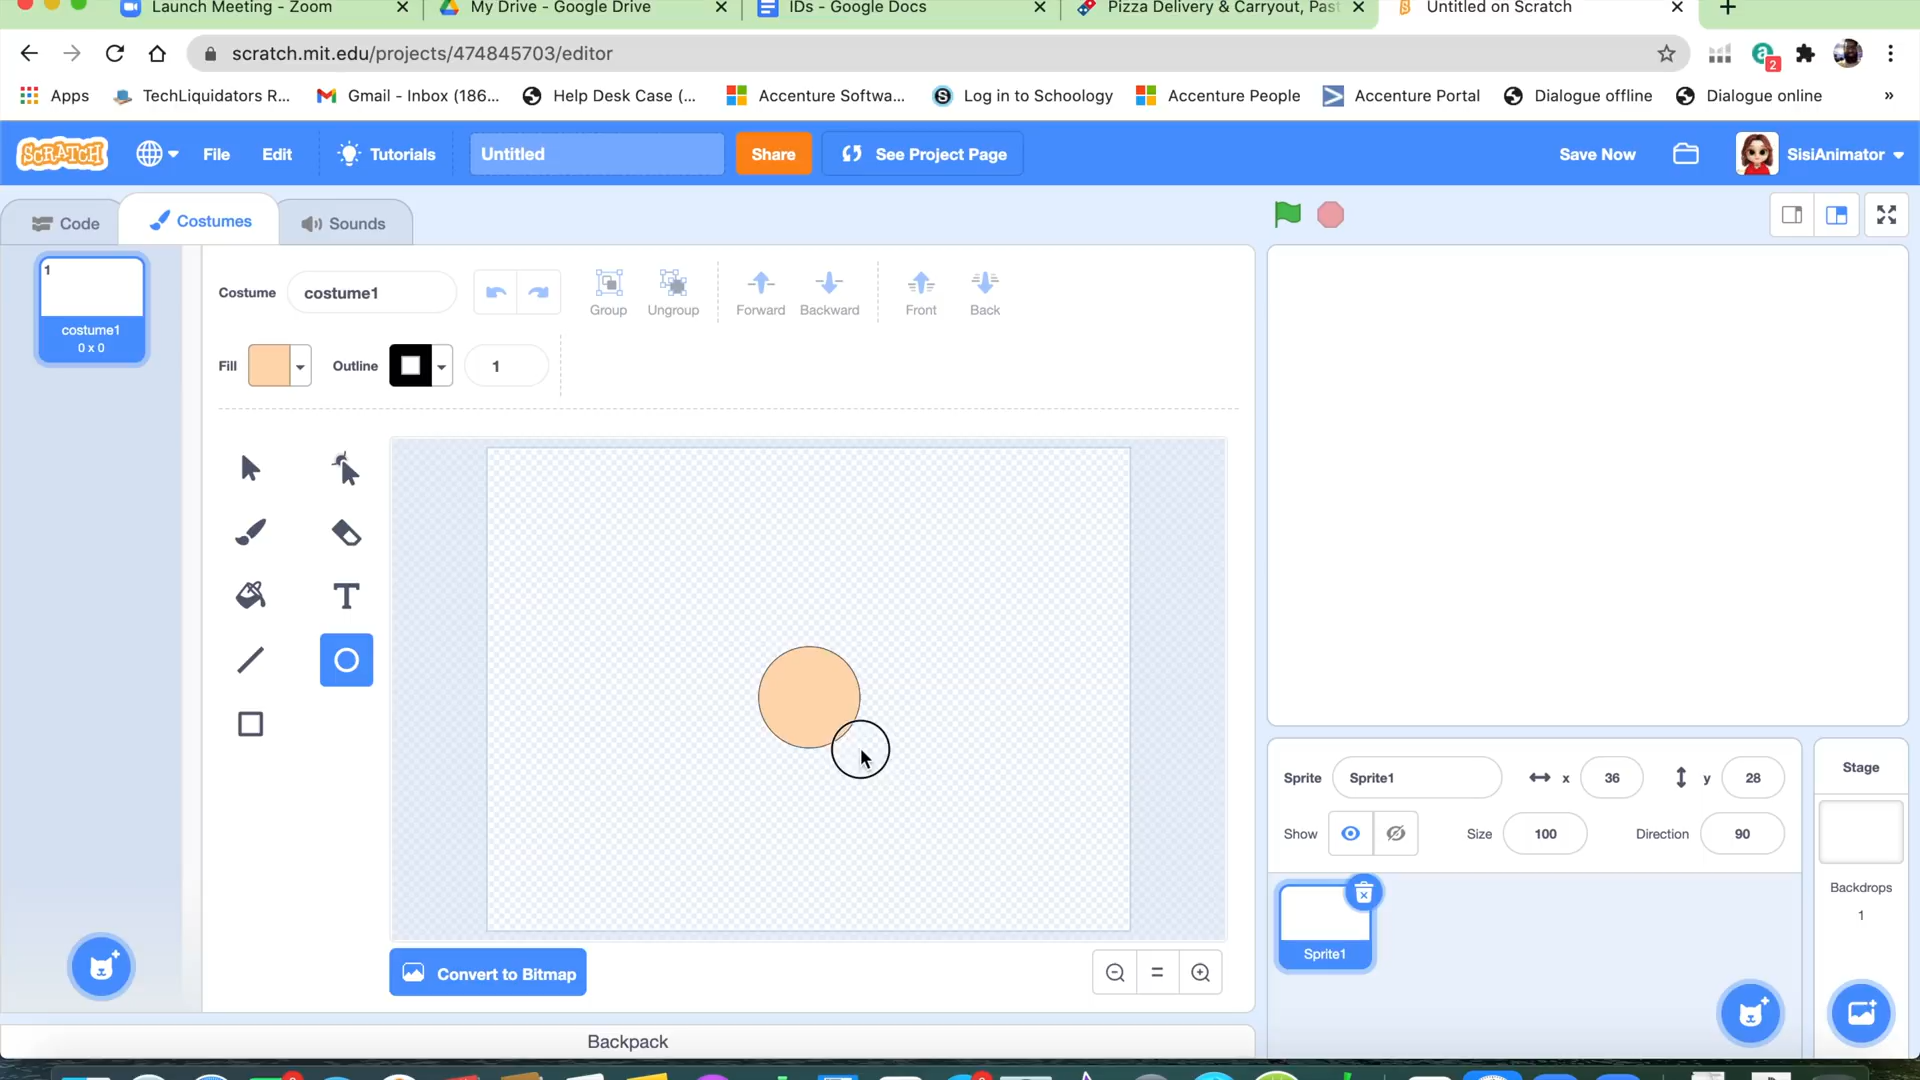 Launch Meeting - Zoom
My Drive - Google Drive
IDs - Google Docs
Pizza Delivery & Carryout, Past
Untitled on Scratch
scratch.mit.edu/projects/474845703/editor
2
Apps
TechLiquidators R...
Gmail - Inbox (186...
Help Desk Case (...
Accenture Softwa...
Log in to Schoology
Accenture People
Accenture Portal
Dialogue offline
Dialogue online
»
SCRATCH
File
Edit
Tutorials
Untitled
Share
See Project Page
Save Now
SisiAnimator
Code
Costumes
Sounds
1
costume1
0 x 0
Costume
costume1
Group
Ungroup
Forward
Backward
Front
Back
Fill
Outline
1
T
Convert to Bitmap
Backpack
Sprite
Sprite1
x
36
y
28
Show
Size
100
Direction
90
Sprite1
Stage
Backdrops
1